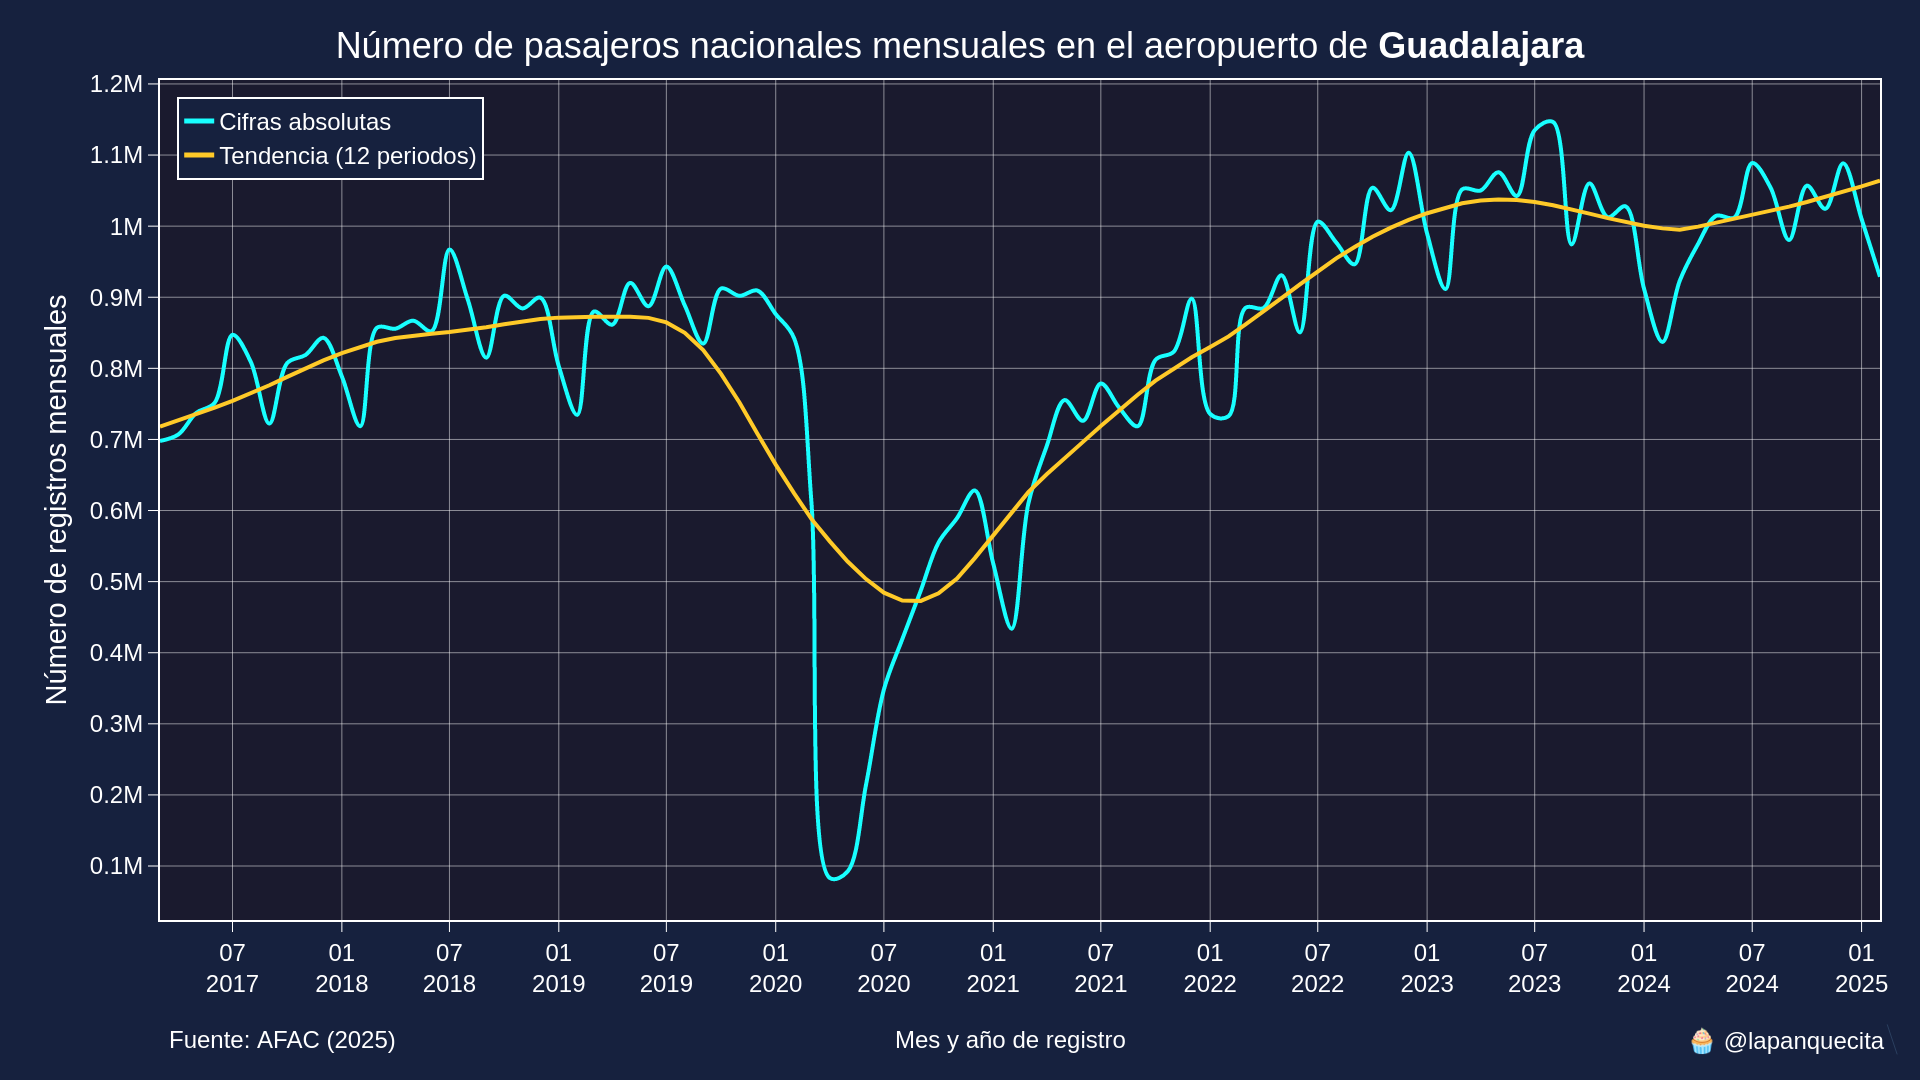 Número de pasajeros nacionales mensuales en el aeropuerto de Guadalajara
Cifras absolutas
Tendencia (12 periodos)
Número de registros mensuales
1.2M
1.1M
1M
0.9M
0.8M
0.7M
0.6M
0.5M
0.4M
0.3M
0.2M
0.1M
07 01 07 01 07 01 07 01 07 01 07 01 07 01 07 01
2017 2018 2018 2019 2019 2020 2020 2021 2021 2022 2022 2023 2023 2024 2024 2025
Fuente: AFAC (2025)
Mes y año de registro
🧁 @lapanquecita